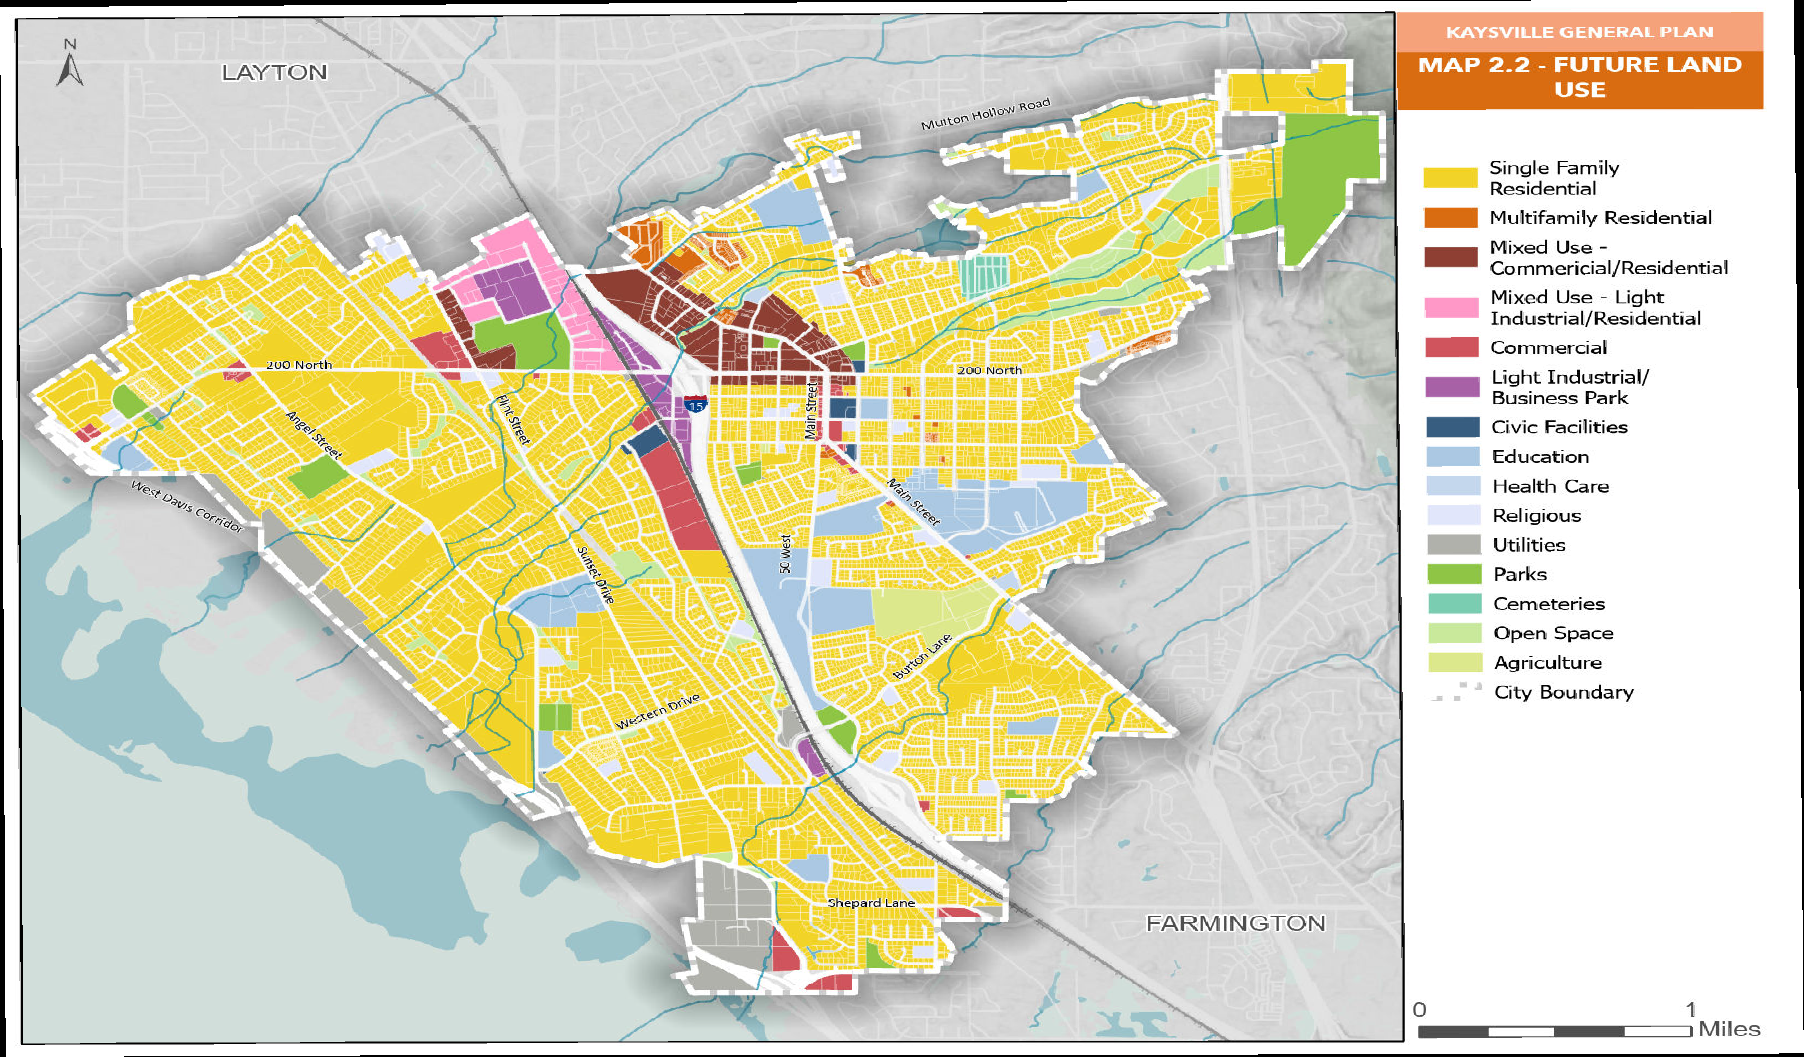 KAYSVILLE GENERAL PLAN
MAP 2.2 - FUTURE LAND
USE
N
LAYTON
Mutton Hollow Road
Single Family
Residential
Multifamily Residential
Mixed Use -
Commericial/Residential
Mixed Use - Light
Industrial/Residential
Commercial
Light Industrial/
Business Park
Civic Facilities
Education
Health Care
Religious
Utilities
Parks
Cemeteries
Open Space
Agriculture
City Boundary
200 North
200 North
15
Main Street
Flint Street
Angel Street
West Davis Corridor
Main Street
50 West
Sunset Drive
Burton Lane
Western Drive
Shepard Lane
FARMINGTON
0 1
Miles